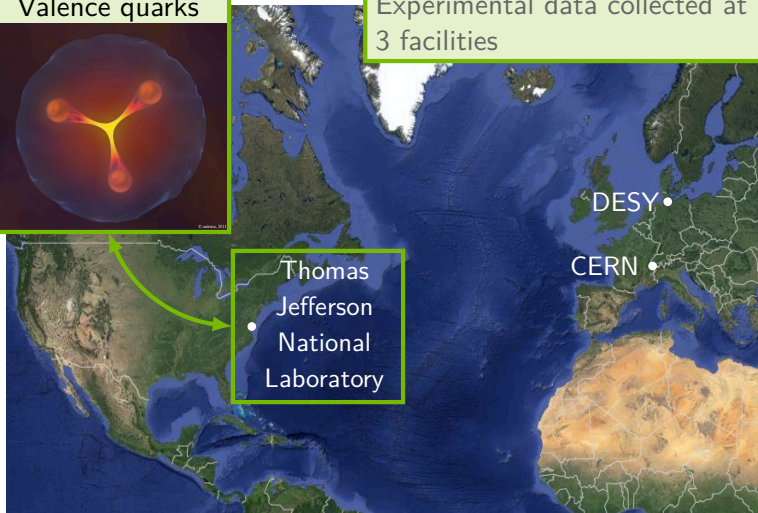 Valence quarks
Experimental data collected at
3 facilities
DESY
CERN
Thomas
Jefferson
National
Laboratory